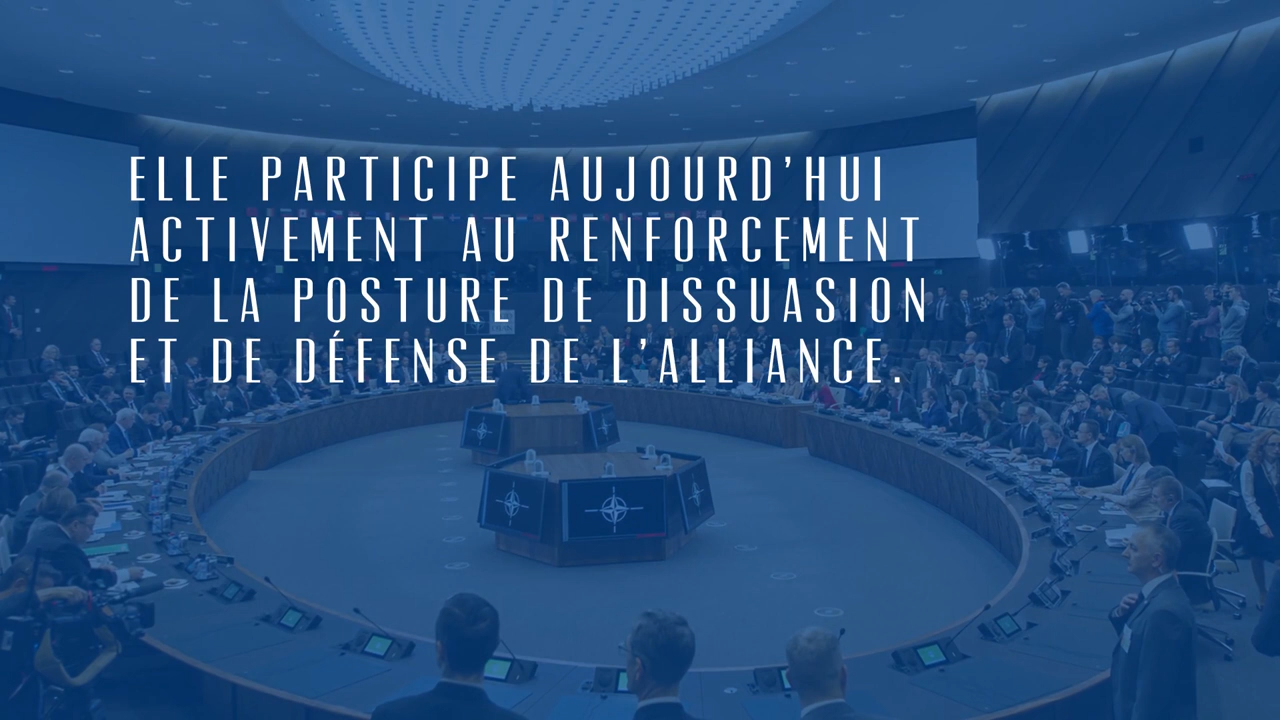 ELLE PARTICIPE AUJOURD'HUI
ACTIVEMENT AU RENFORCEMENT
DE LA POSTURE DE DISSUASION
ET DE DÉFENSE DE L'ALLIANCE.